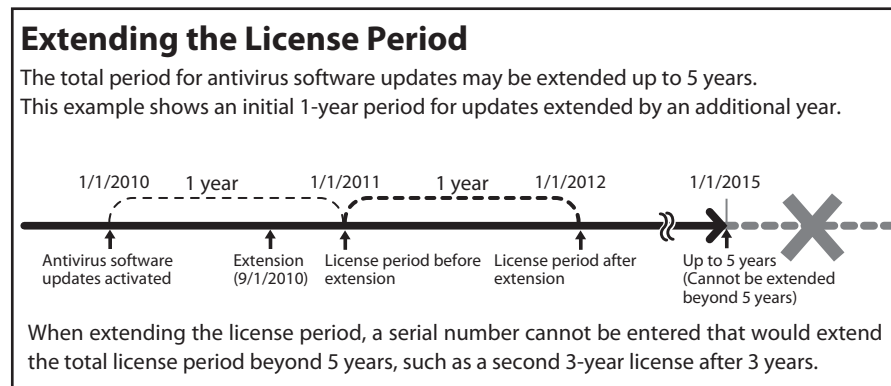 Extending the License Period
The total period for antivirus software updates may be extended up to 5 years.
This example shows an initial 1-year period for updates extended by an additional year.
1/1/2010 1 year 1/1/2011 1 year 1/1/2012 1/1/2015
Antivirus software
updates activated
Extension
(9/1/2010)
License period before
extension
License period after
extension
Up to 5 years
(Cannot be extended
beyond 5 years)
When extending the license period, a serial number cannot be entered that would extend
the total license period beyond 5 years, such as a second 3-year license after 3 years.